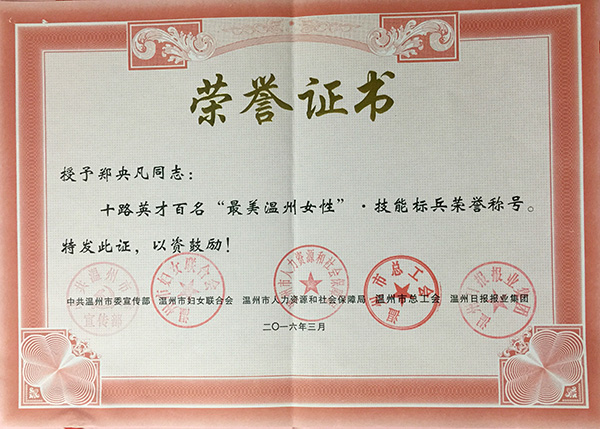 荣誉证书
授予郑央凡同志：
十路英才百名“最美温州女性”·技能标兵荣誉称号。
特发此证，以资鼓励！
中共温州市委宣传部 温州市妇女联合会 温州市人力资源和社会保障局 温州市总工会 温州日报报业集团
二〇一六年三月